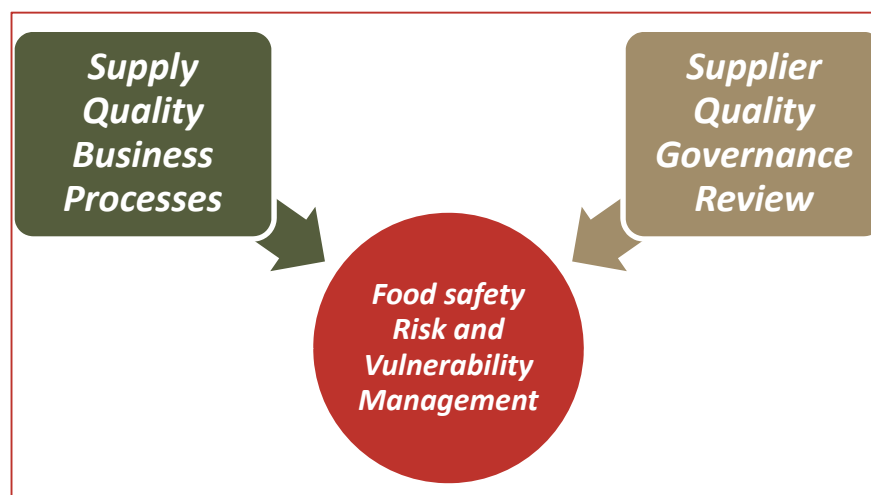 Supply
Quality
Business
Processes
Supplier
Quality
Governance
Review
Food safety
Risk and
Vulnerability
Management